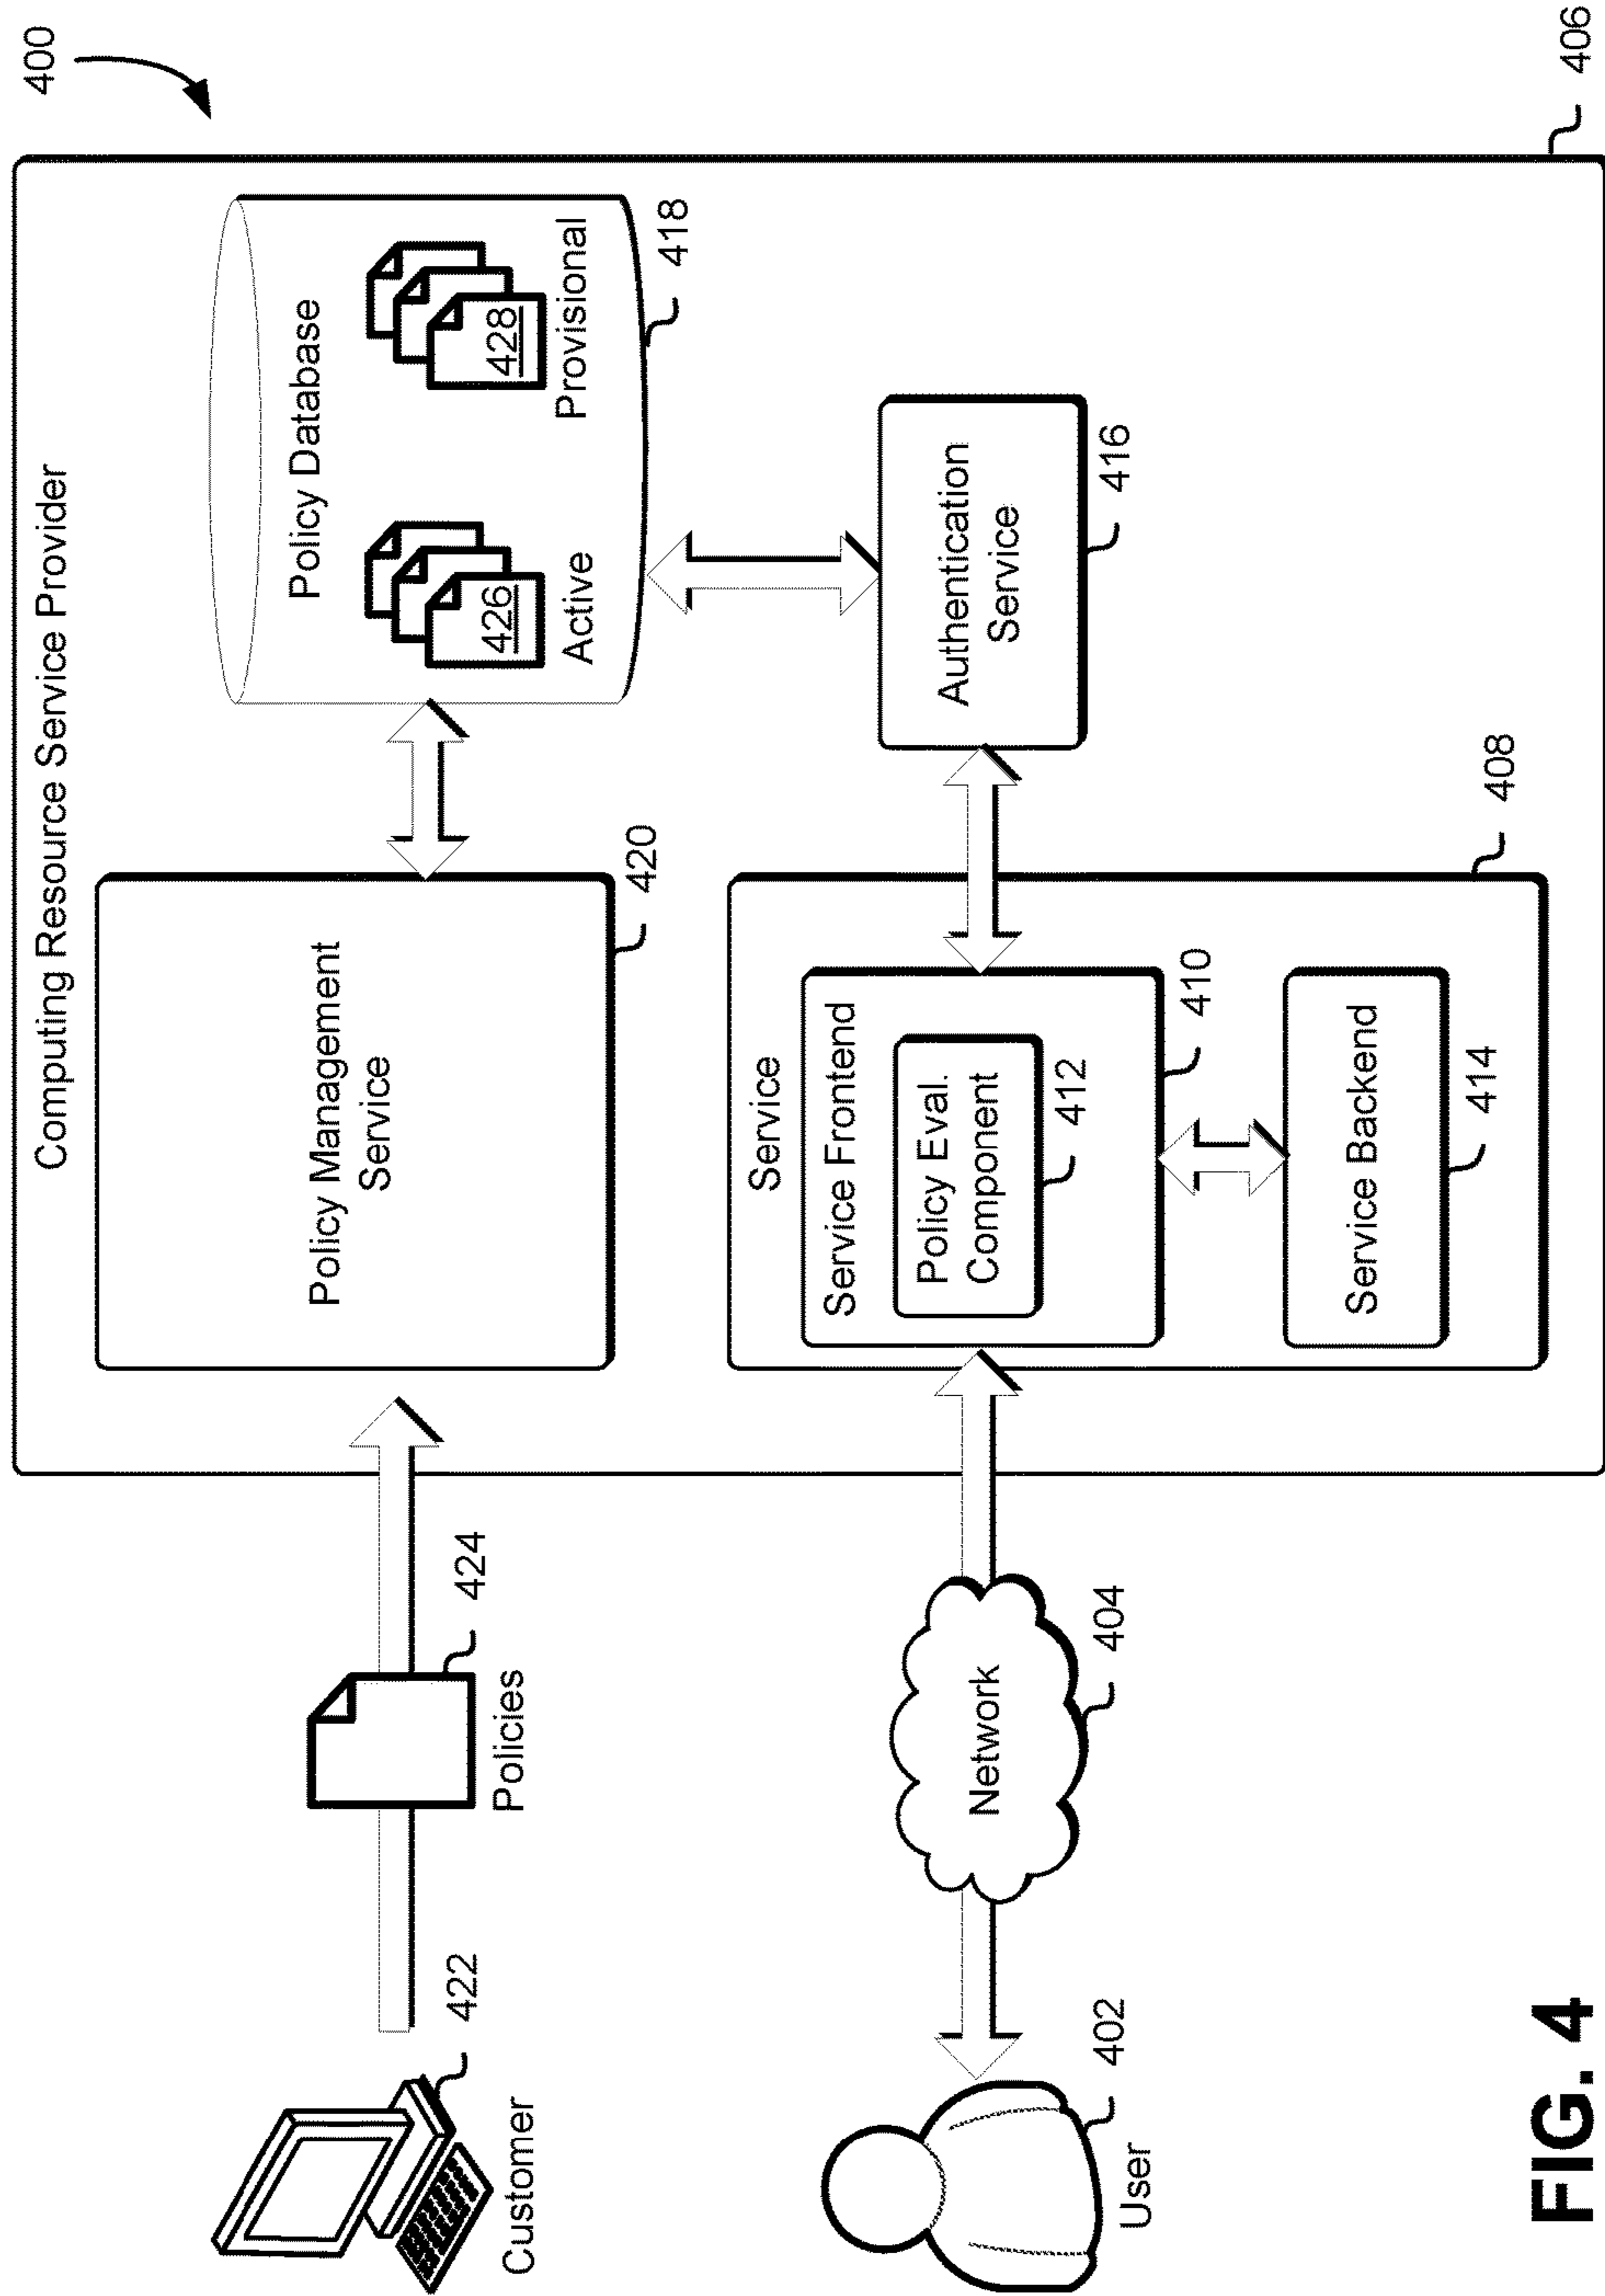 400
Computing Resource Service Provider
Policy Management
Service
420
Policy Database
426
Active
428
Provisional
418
Customer
422
Policies
424
Service
Service Frontend
Policy Eval.
Component
412
410
Service Backend
414
408
Authentication
Service
416
User
402
Network
404
406
FIG. 4